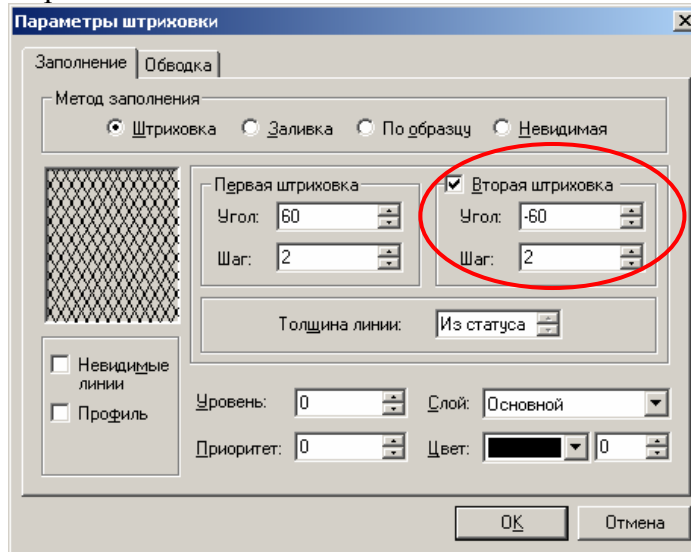 Параметры штриховки
Заполнение Обводка
Метод заполнения
Штриховка Заливка По образцу Невидимая
Первая штриховка Вторая штриховка
Угол: 60 Угол: -60
Шаг: 2 Шаг: 2
Толщина линии: Из статуса
Невидимые
линии
Профиль
Уровень: 0 Слой: Основной
Приоритет: 0 Цвет: 0
OK Отмена